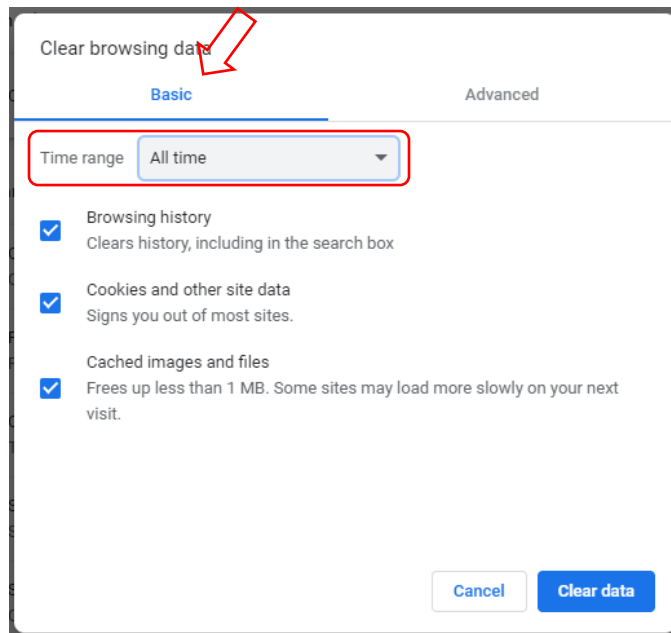 Clear browsing data
Basic
Advanced
Time range
All time
Browsing history
Clears history, including in the search box
Cookies and other site data
Signs you out of most sites.
Cached images and files
Frees up less than 1 MB. Some sites may load more slowly on your next
visit.
Cancel
Clear data